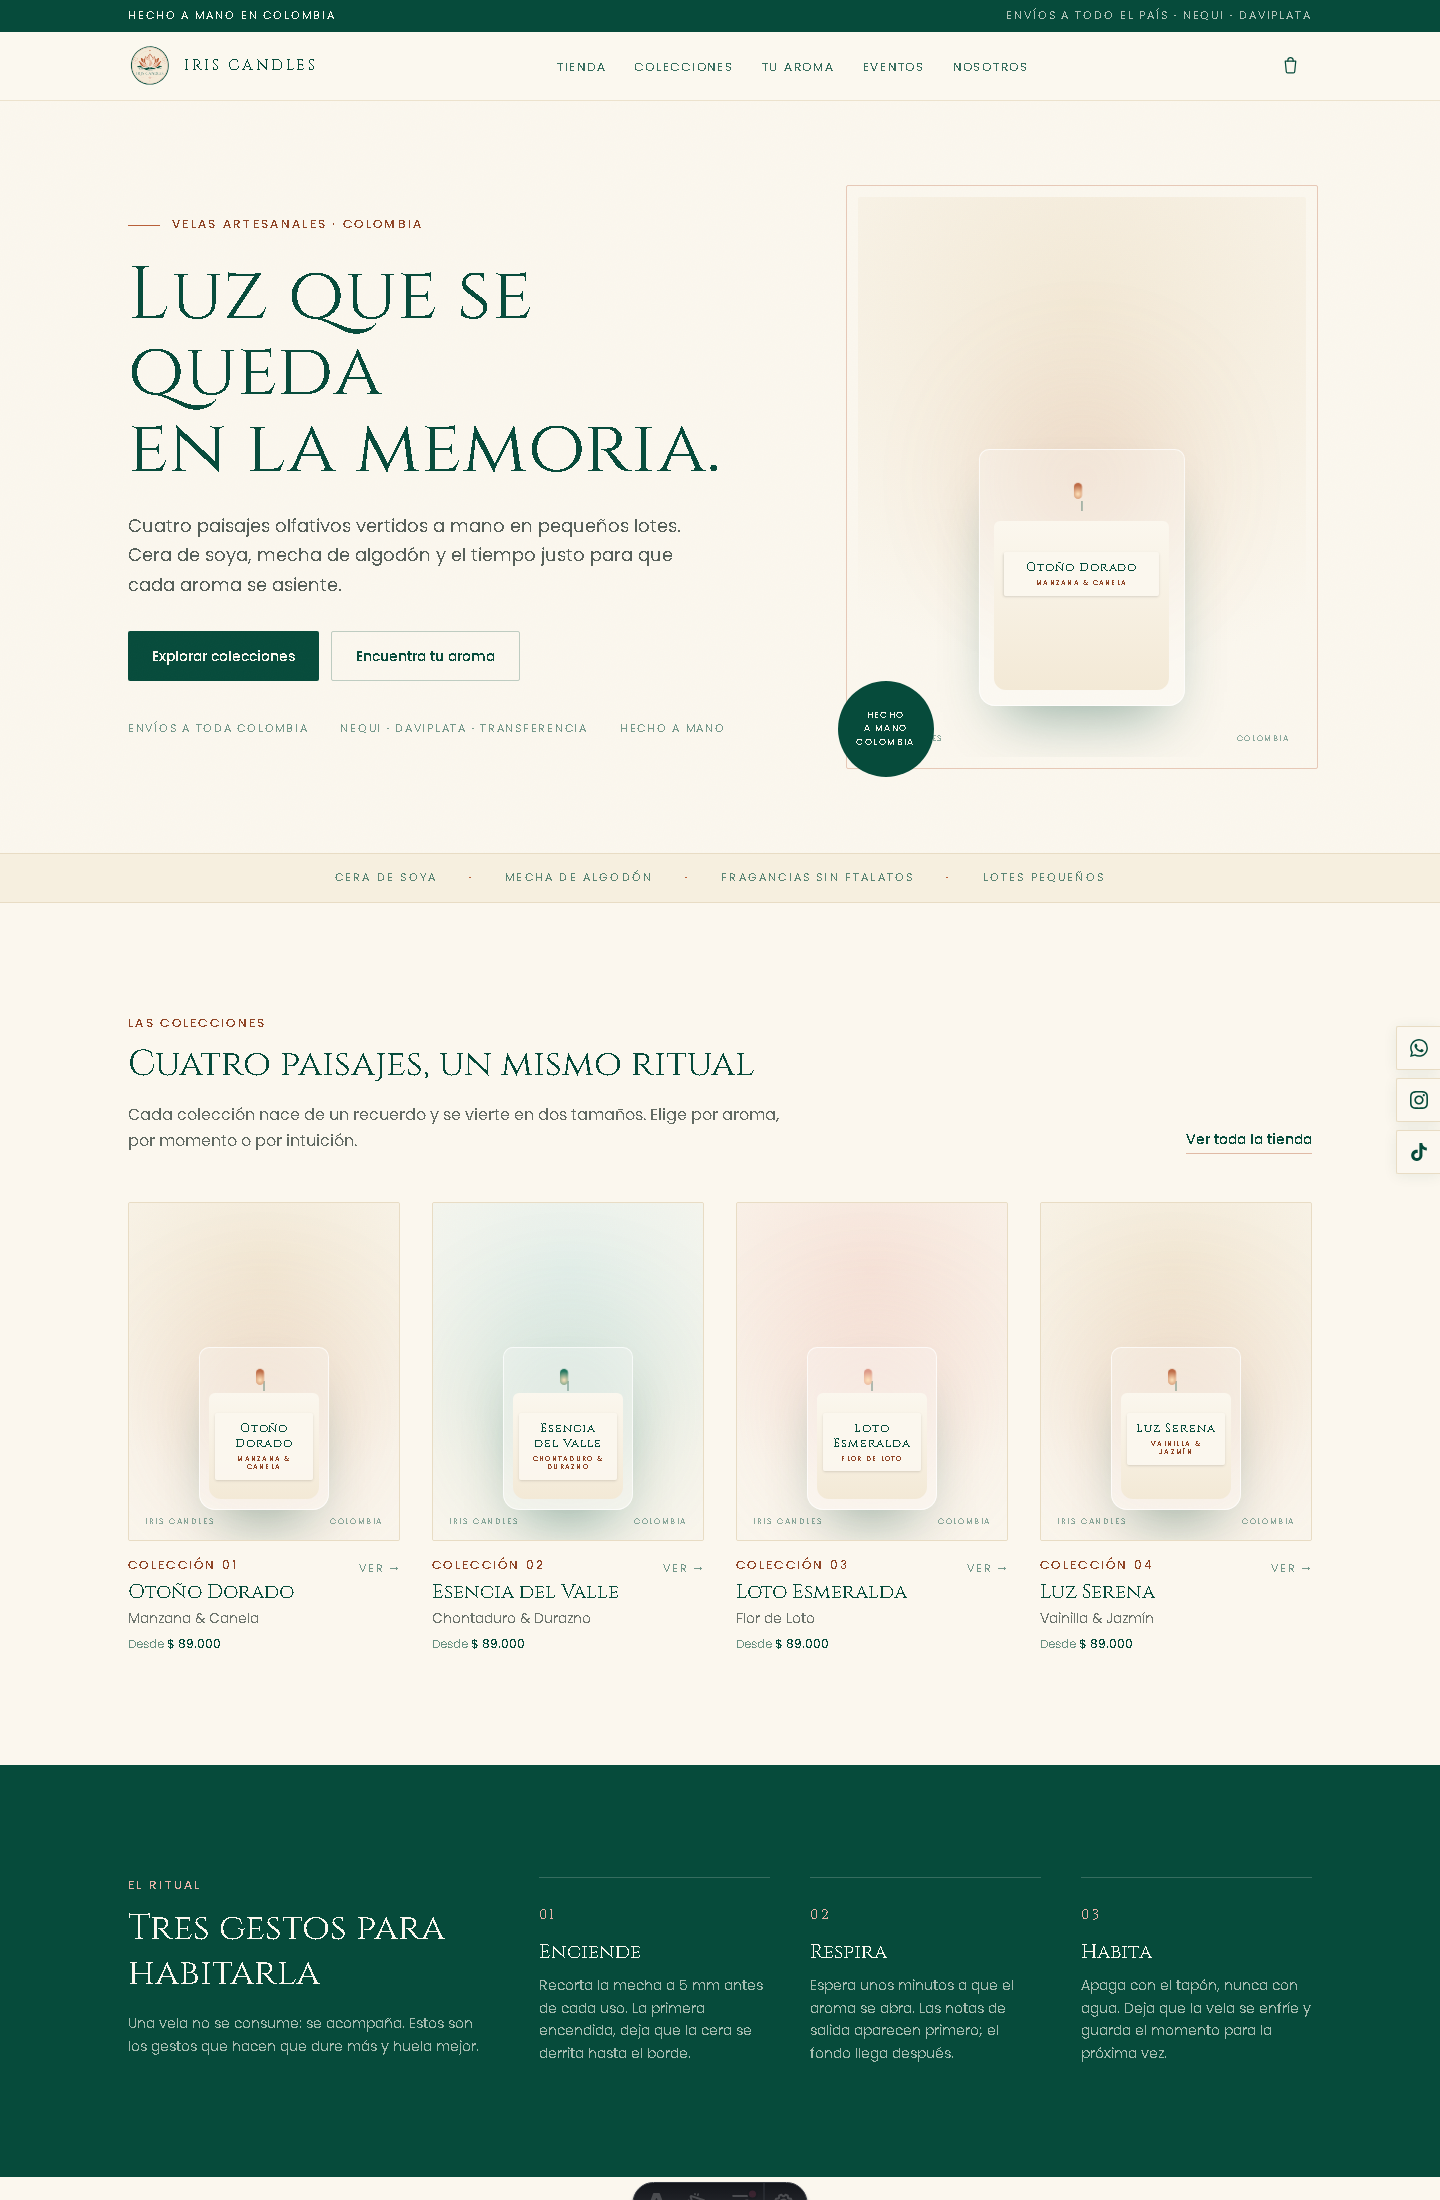 HECHO A MANO EN COLOMBIA
ENVÍOS A TODO EL PAÍS · NEQUI · DAVIPLATA
IRIS CANDLES
TIENDA
COLECCIONES
TU AROMA
EVENTOS
NOSOTROS
VELAS ARTESANALES · COLOMBIA
LUZ QUE SE
QUEDA
EN LA MEMORIA.
Cuatro paisajes olfativos vertidos a mano en pequeños lotes.
Cera de soya, mecha de algodón y el tiempo justo para que
cada aroma se asiente.
Explorar colecciones
Encuentra tu aroma
ENVÍOS A TODA COLOMBIA
NEQUI · DAVIPLATA · TRANSFERENCIA
HECHO A MANO
OTOÑO DORADO
MANZANA & CANELA
HECHO
A MANO
COLOMBIA
COLOMBIA
CERA DE SOYA · MECHA DE ALGODÓN · FRAGANCIAS SIN FTALATOS · LOTES PEQUEÑOS
LAS COLECCIONES
CUATRO PAISAJES, UN MISMO RITUAL
Cada colección nace de un recuerdo y se vierte en dos tamaños. Elige por aroma,
por momento o por intuición.
Ver toda la tienda
OTOÑO
DORADO
MANZANA &
CANELA
IRIS CANDLES
COLOMBIA
COLECCIÓN 01
VER →
OTOÑO DORADO
Manzana & Canela
Desde $ 89.000
ESENCIA
DEL VALLE
CHONTADURO &
DURAZNO
IRIS CANDLES
COLOMBIA
COLECCIÓN 02
VER →
ESENCIA DEL VALLE
Chontaduro & Durazno
Desde $ 89.000
LOTO
ESMERALDA
FLOR DE LOTO
IRIS CANDLES
COLOMBIA
COLECCIÓN 03
VER →
LOTO ESMERALDA
Flor de Loto
Desde $ 89.000
LUZ SERENA
VAINILLA &
JAZMÍN
IRIS CANDLES
COLOMBIA
COLECCIÓN 04
VER →
LUZ SERENA
Vainilla & Jazmín
Desde $ 89.000
EL RITUAL
TRES GESTOS PARA
HABITARLA
Una vela no se consume: se acompaña. Estos son
los gestos que hacen que dure más y huela mejor.
01
ENCIENDE
Recorta la mecha a 5 mm antes
de cada uso. La primera
encendida, deja que la cera se
derrita hasta el borde.
02
RESPIRA
Espera unos minutos a que el
aroma se abra. Las notas de
salida aparecen primero; el
fondo llega después.
03
HABITA
Apaga con el tapón, nunca con
agua. Deja que la vela se enfríe y
guarda el momento para la
próxima vez.